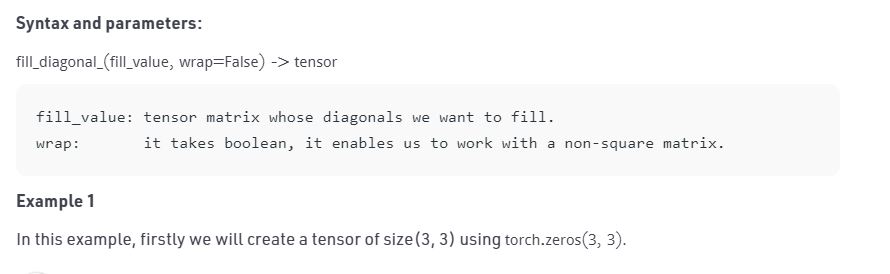 Syntax and parameters:
fill_diagonal_(fill_value, wrap=False) -> tensor
fill_value: tensor matrix whose diagonals we want to fill.
wrap:       it takes boolean, it enables us to work with a non-square matrix.
Example 1
In this example, firstly we will create a tensor of size(3, 3) using torch.zeros(3, 3).